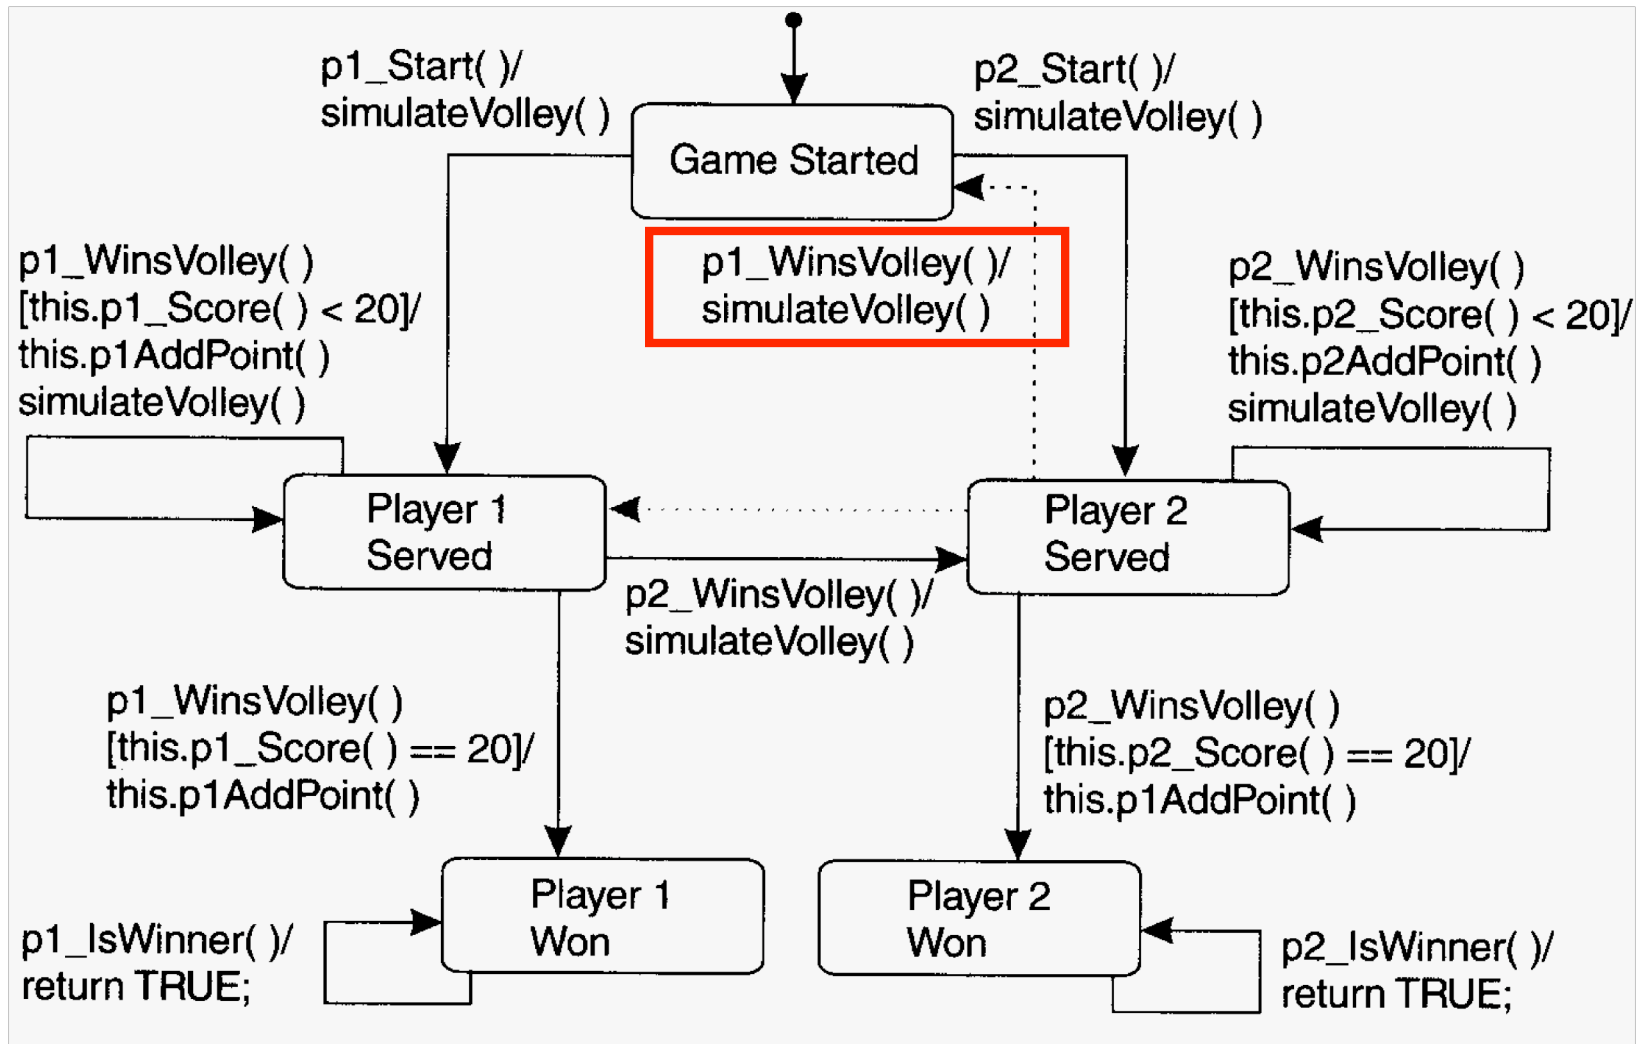 p1_Start( )/
simulateVolley( )
p2_Start( )/
simulateVolley( )
Game Started
p1_WinsVolley( )
[this.p1_Score( ) < 20]/
this.p1AddPoint( )
simulateVolley( )
p1_WinsVolley( )/
simulateVolley( )
p2_WinsVolley( )
[this.p2_Score( ) < 20]/
this.p2AddPoint( )
simulateVolley( )
Player 1
Served
Player 2
Served
p2_WinsVolley( )/
simulateVolley( )
p1_WinsVolley( )
[this.p1_Score( ) == 20]/
this.p1AddPoint( )
p2_WinsVolley( )
[this.p2_Score( ) == 20]/
this.p1AddPoint( )
Player 1
Won
Player 2
Won
p1_IsWinner( )/
return TRUE;
p2_IsWinner( )/
return TRUE;